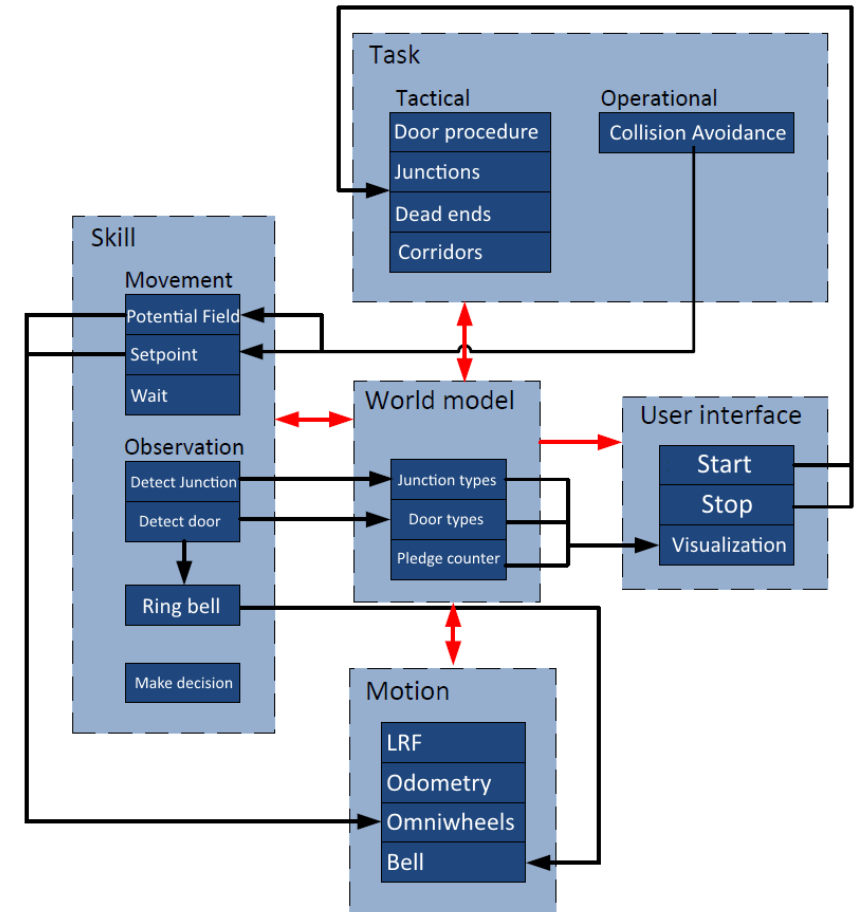 Task
Tactical
Operational
Door procedure
Collision Avoidance
Junctions
Dead ends
Corridors
Skill
Movement
Potential Field
Setpoint
Wait
Observation
Detect Junction
Detect door
Ring bell
Make decision
World model
Junction types
Door types
Pledge counter
User interface
Start
Stop
Visualization
Motion
LRF
Odometry
Omniwheels
Bell